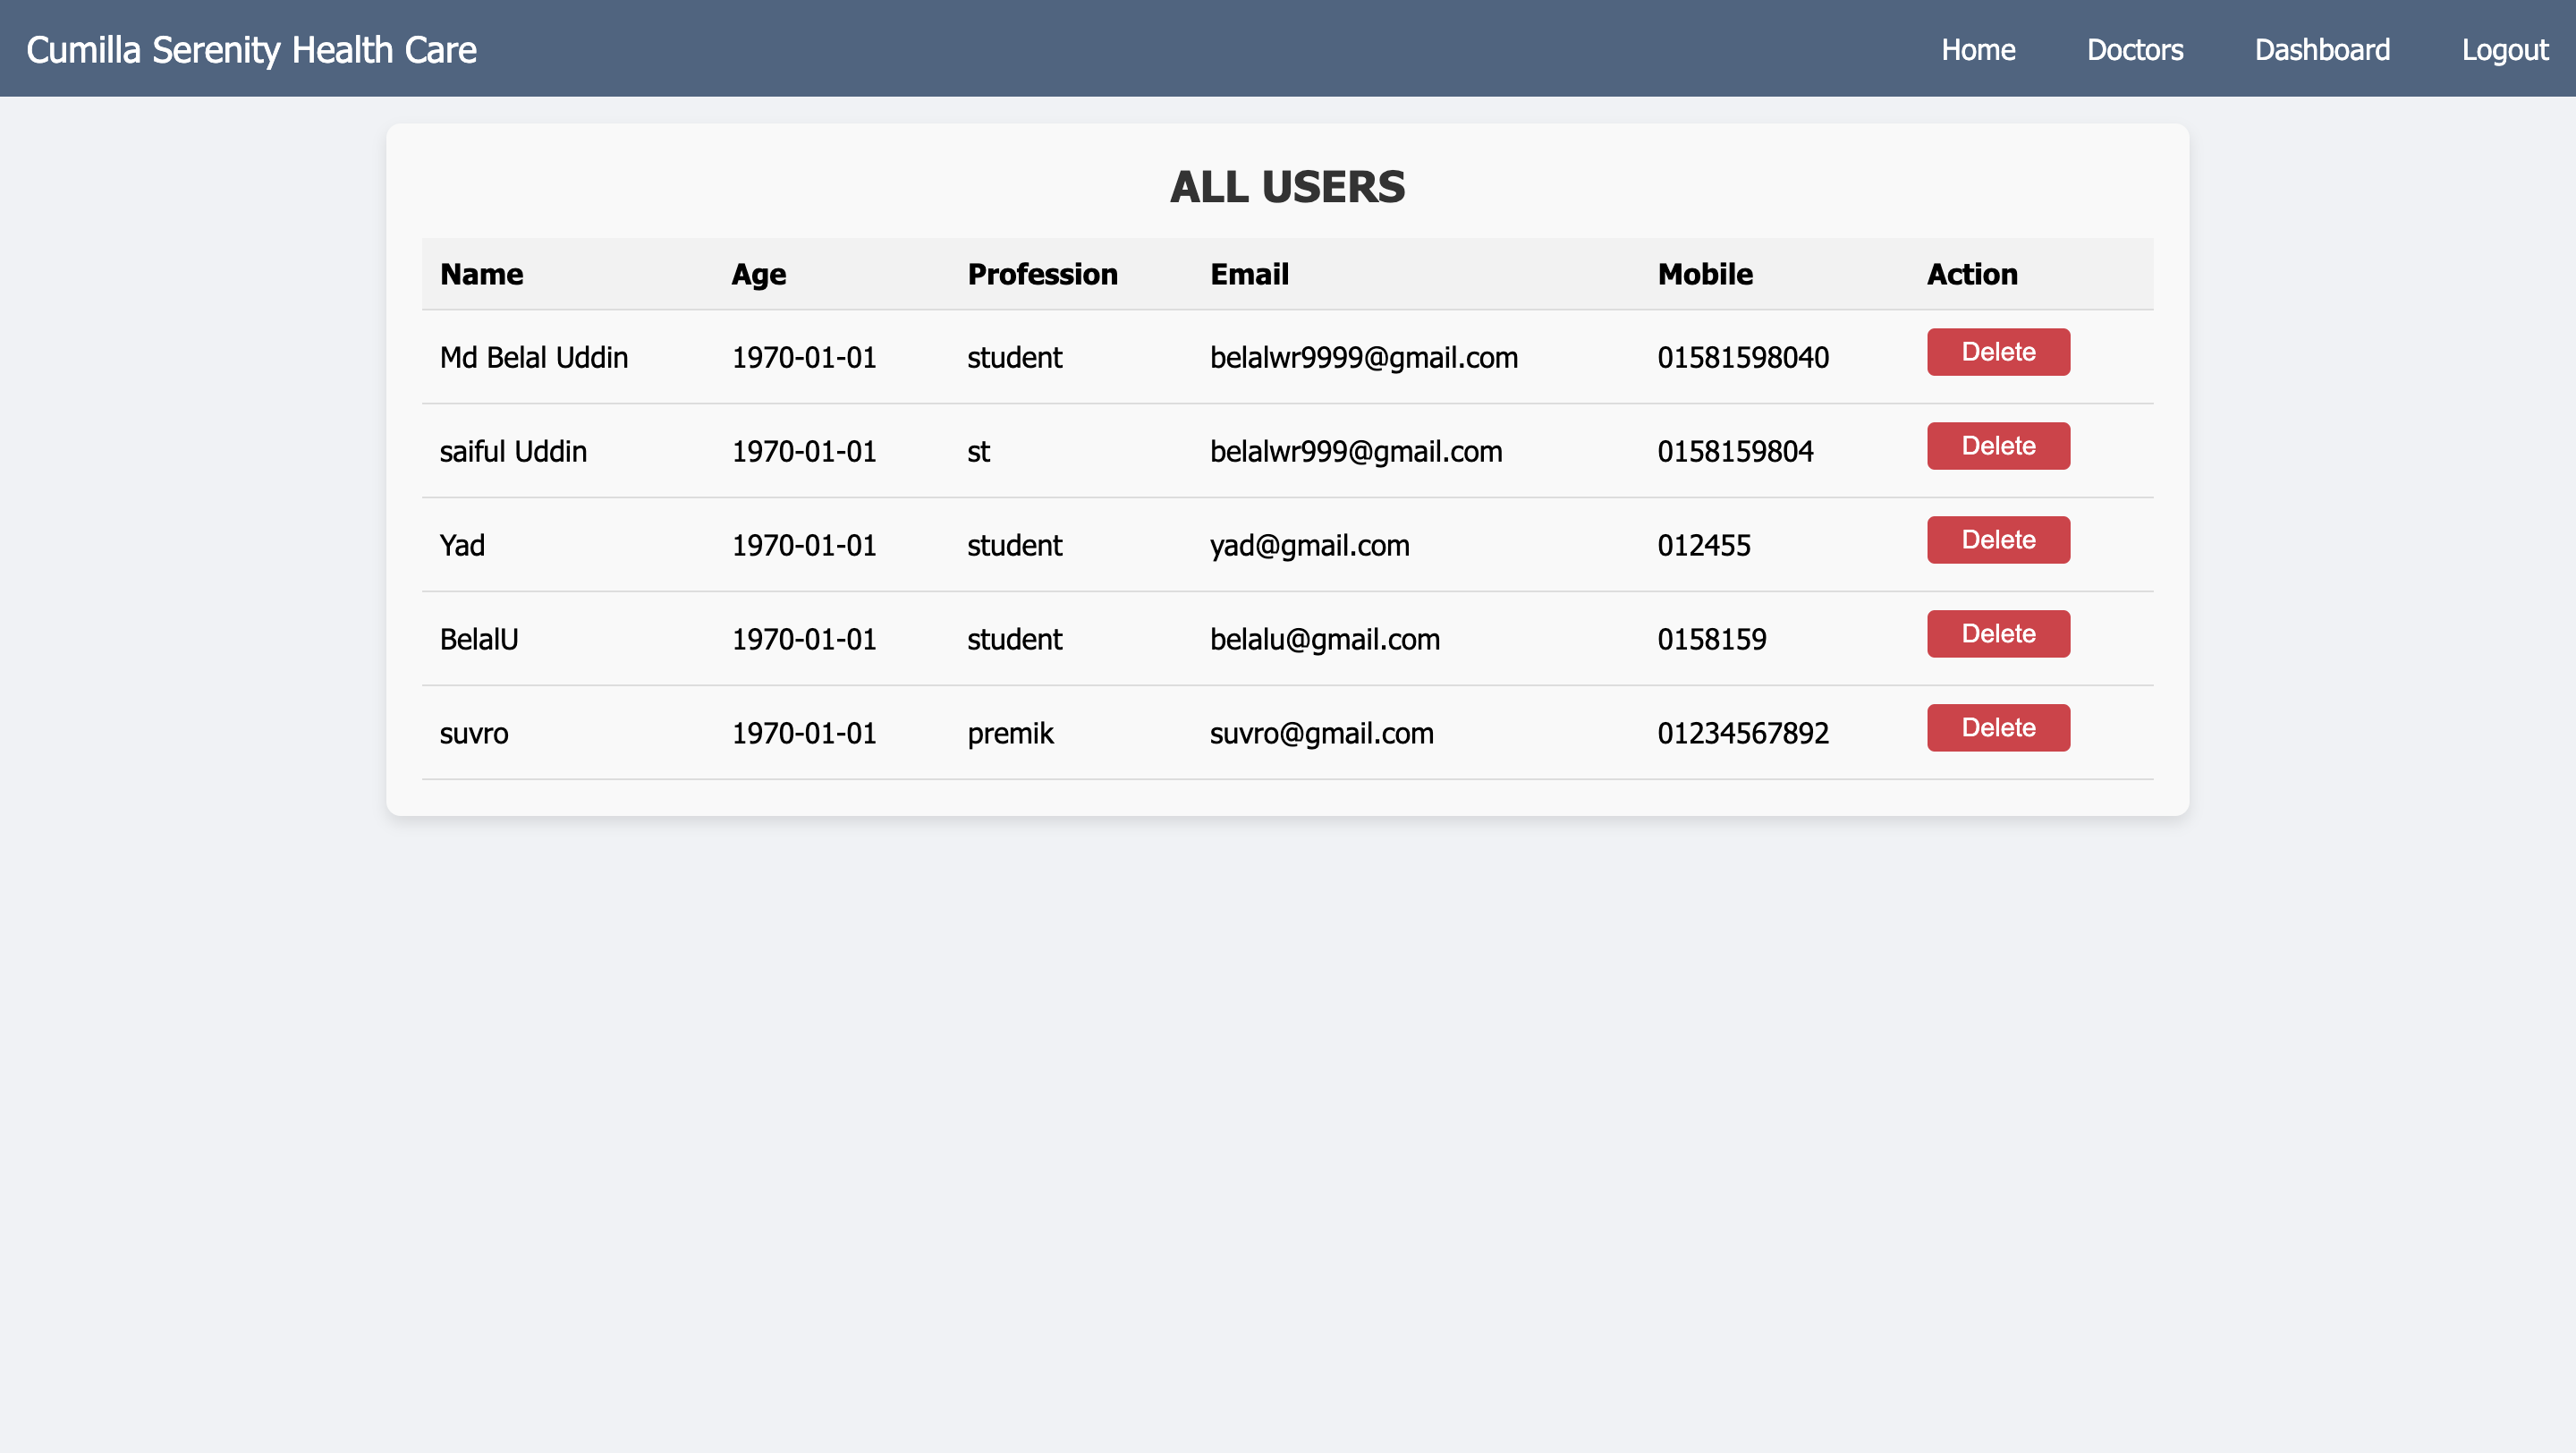 Cumilla Serenity Health Care Home Doctors Dashboard Logout
ALL USERS
Name Age Profession Email Mobile Action
Md Belal Uddin 1970-01-01 student belalwr9999@gmail.com 01581598040 Delete
saiful Uddin 1970-01-01 st belalwr999@gmail.com 0158159804 Delete
Yad 1970-01-01 student yad@gmail.com 012455 Delete
BelalU 1970-01-01 student belalu@gmail.com 0158159 Delete
suvro 1970-01-01 premik suvro@gmail.com 01234567892 Delete